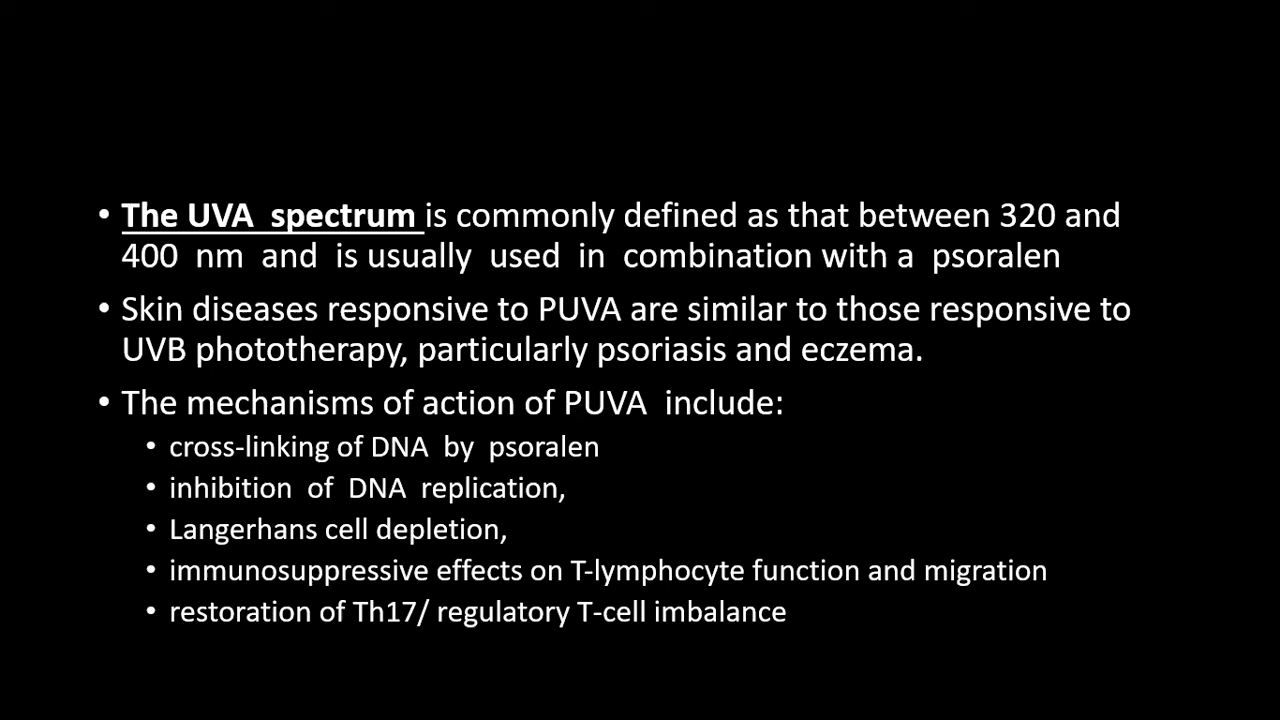 • The UVA spectrum is commonly defined as that between 320 and
400 nm and is usually used in combination with a psoralen
• Skin diseases responsive to PUVA are similar to those responsive to
UVB phototherapy, particularly psoriasis and eczema.
• The mechanisms of action of PUVA include:
• cross-linking of DNA by psoralen
• inhibition of DNA replication,
• Langerhans cell depletion,
• immunosuppressive effects on T-lymphocyte function and migration
• restoration of Th17/ regulatory T-cell imbalance